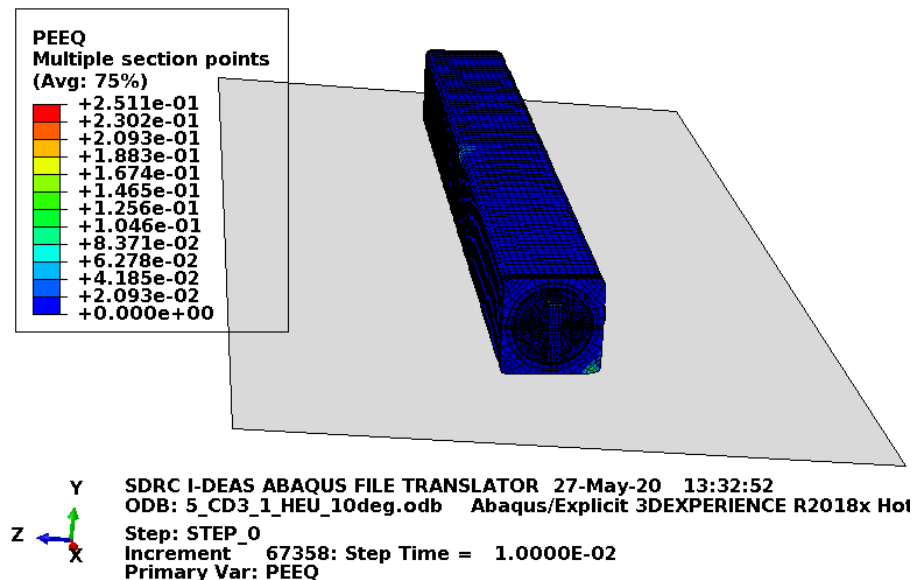 PEEQ
Multiple section points
(Avg: 75%)
+2.511e-01
+2.302e-01
+2.093e-01
+1.883e-01
+1.674e-01
+1.465e-01
+1.256e-01
+1.046e-01
+8.371e-02
+6.278e-02
+4.185e-02
+2.093e-02
+0.000e+00
Y
Z
X
SDRC I-DEAS ABAQUS FILE TRANSLATOR 27-May-20 13:32:52
ODB: 5_CD3_1_HEU_10deg.odb Abaqus/Explicit 3DEXPERIENCE R2018x Hot
Step: STEP_0
Increment 67358: Step Time = 1.0000E-02
Primary Var: PEEQ